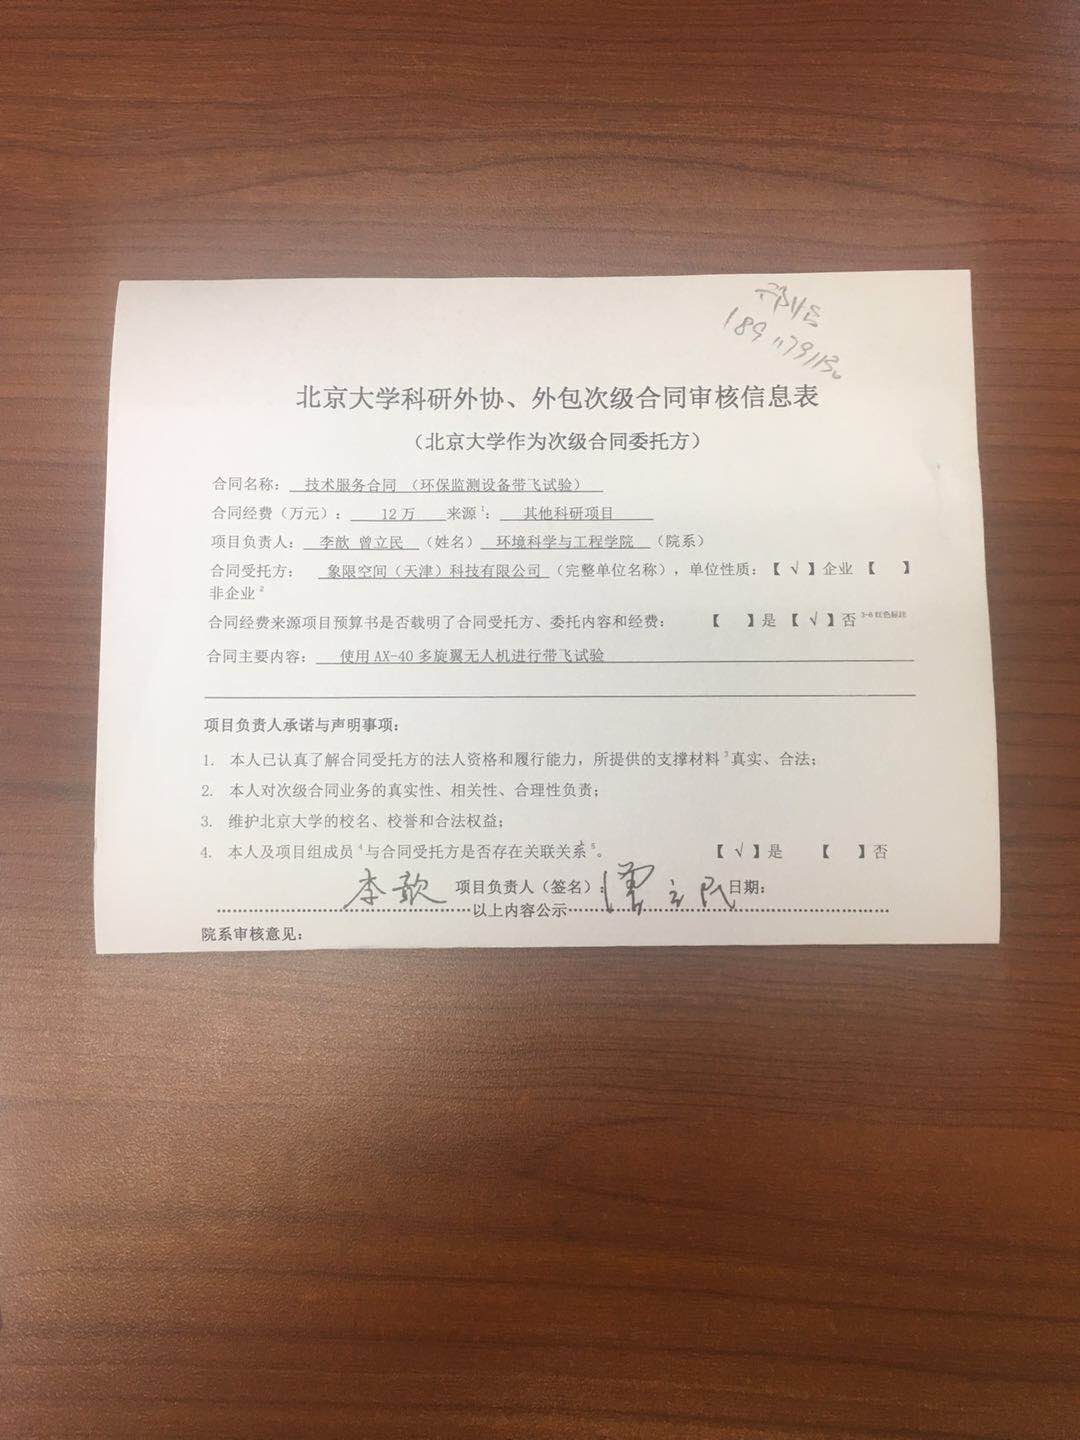 北京大学科研外协、外包次级合同审核信息表
（北京大学作为次级合同委托方）
合同名称： 技术服务合同 （环保监测设备带飞试验）
合同经费（万元）： 12万 来源1： 其他科研项目
项目负责人： 李歆 曾立民 （姓名） 环境科学与工程学院 （院系）
合同受托方： 象限空间（天津）科技有限公司 （完整单位名称），单位性质：【 √ 】企业 【 】
非企业2
合同经费来源项目预算书是否载明了合同受托方、委托内容和经费： 【 】是 【 √ 】否 3-6红色标注
合同主要内容： 使用 AX-40 多旋翼无人机进行带飞试验
项目负责人承诺与声明事项：
1. 本人已认真了解合同受托方的法人资格和履行能力，所提供的支撑材料3真实、合法；
2. 本人对次级合同业务的真实性、相关性、合理性负责；
3. 维护北京大学的校名、校誉和合法权益；
4. 本人及项目组成员4与合同受托方是否存在关联关系5。 【 √ 】是 【 】否
李歆 项目负责人（签名）： 曾立民 日期：
以上内容公示
院系审核意见：